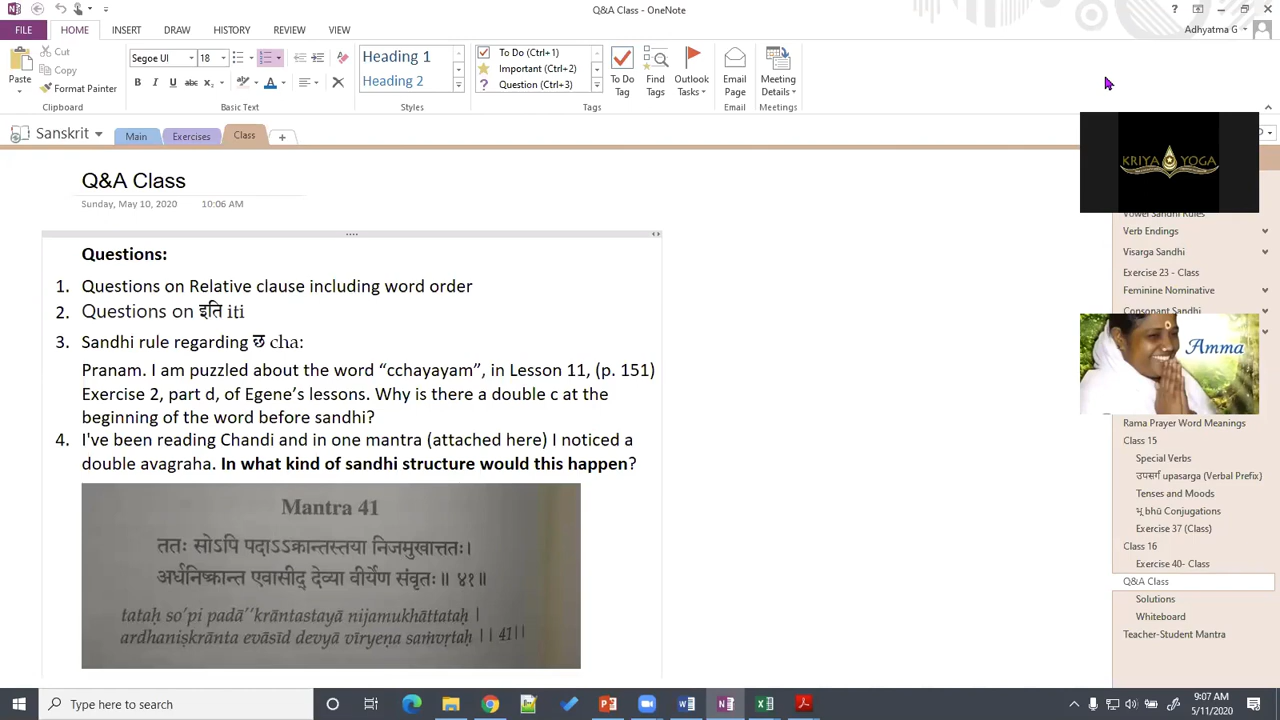 Q&A Class - OneNote
Adhyatma G
FILE HOME INSERT DRAW HISTORY REVIEW VIEW
Cut
Copy
Format Painter
Paste
Clipboard
Segoe UI 18
B I U abc X₂ A
Basic Text
Heading 1
Heading 2
Styles
To Do (Ctrl+1)
Important (Ctrl+2)
Question (Ctrl+3)
To Do Tag
Find Tags
Tags
Outlook Tasks
Email Page
Email
Meeting Details
Meetings
Sanskrit Main Exercises Class
Q&A Class
Sunday, May 10, 2020 10:06 AM
Questions:
1. Questions on Relative clause including word order
2. Questions on इति iti
3. Sandhi rule regarding छ cha:
Pranam. I am puzzled about the word “cchayayam”, in Lesson 11, (p. 151)
Exercise 2, part d, of Egene’s lessons. Why is there a double c at the
beginning of the word before sandhi?
4. I've been reading Chandi and in one mantra (attached here) I noticed a
double avagraha. In what kind of sandhi structure would this happen?
Mantra 41
ततः सोऽपि पदाऽऽक्रान्तस्तया निजमुखात्ततः।
अर्धनिष्क्रान्त एवासीद् देव्या वीर्येण संवृतः॥ ४१॥
tataḥ so'pi padā''krāntastayā nijamukhāttataḥ |
ardhaniṣkrānta evāsīd devyā vīryeṇa saṁvṛtaḥ || 41||
KRIYA YOGA
Vowel Sandhi Rules
Verb Endings
Visarga Sandhi
Exercise 23 - Class
Feminine Nominative
Consonant Sandhi
Amma
Rama Prayer Word Meanings
Class 15
Special Verbs
उपसर्ग upasarga (Verbal Prefix)
Tenses and Moods
भू bhū Conjugations
Exercise 37 (Class)
Class 16
Exercise 40- Class
Q&A Class
Solutions
Whiteboard
Teacher-Student Mantra
Type here to search
9:07 AM
5/11/2020